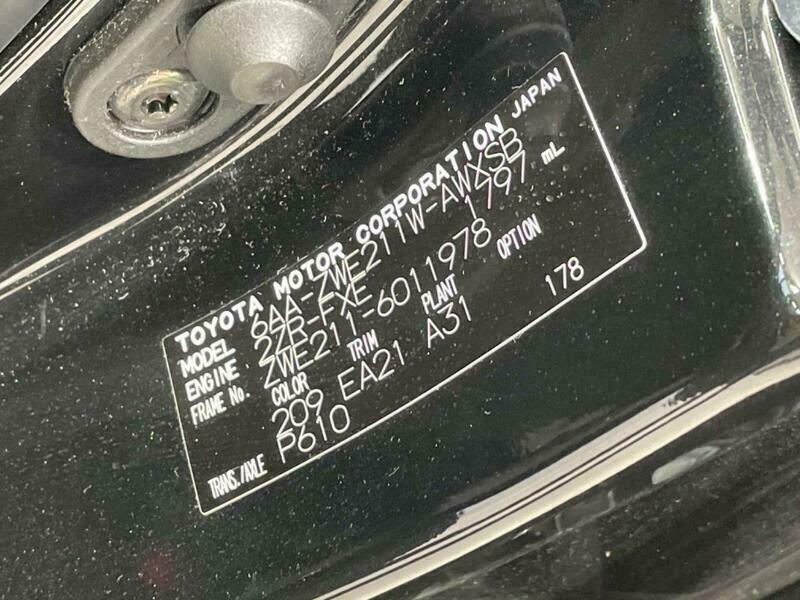 TOYOTA MOTOR CORPORATION JAPAN
MODEL 6AA-ZWE211W-AWXSB
ENGINE 2ZR-FXE 1797 mL
FRAME No. ZWE211-6011978
COLOR TRIM PLANT OPTION
209 EA21 A31 178
TRANS./AXLE P610